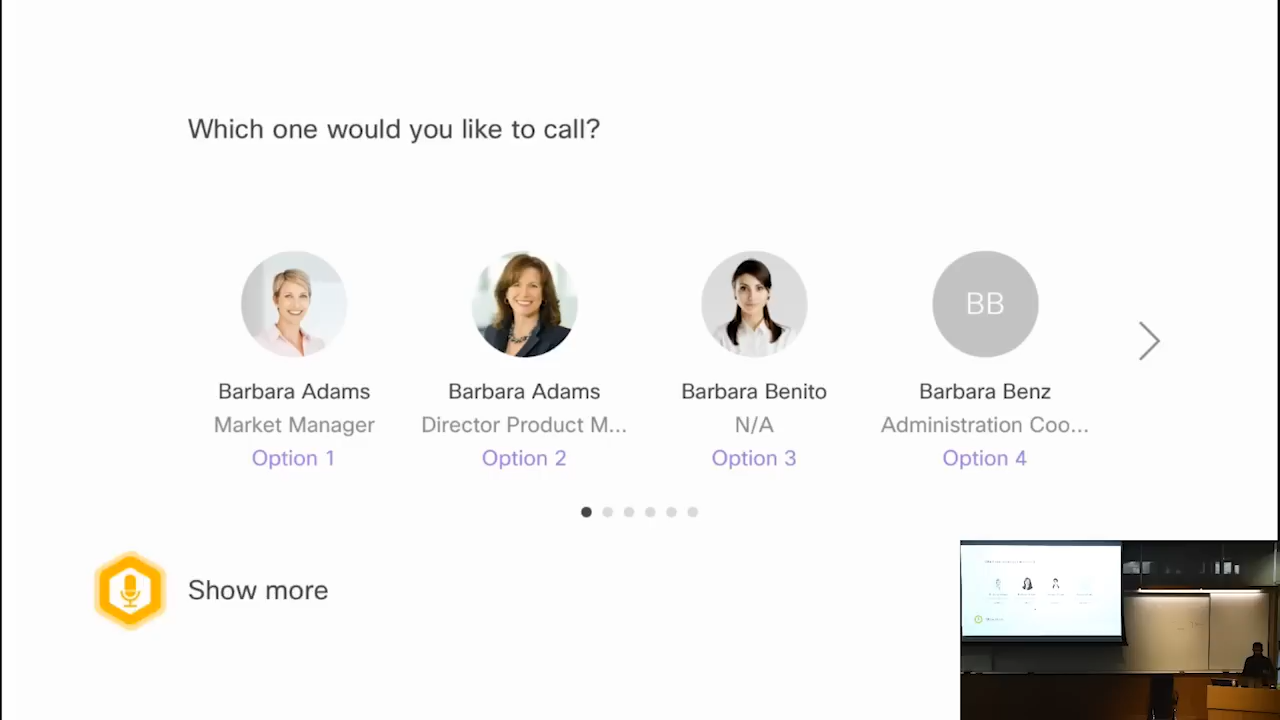 Which one would you like to call?
BB
Barbara Adams
Market Manager
Option 1
Barbara Adams
Director Product M...
Option 2
Barbara Benito
N/A
Option 3
Barbara Benz
Administration Coo...
Option 4
Show more